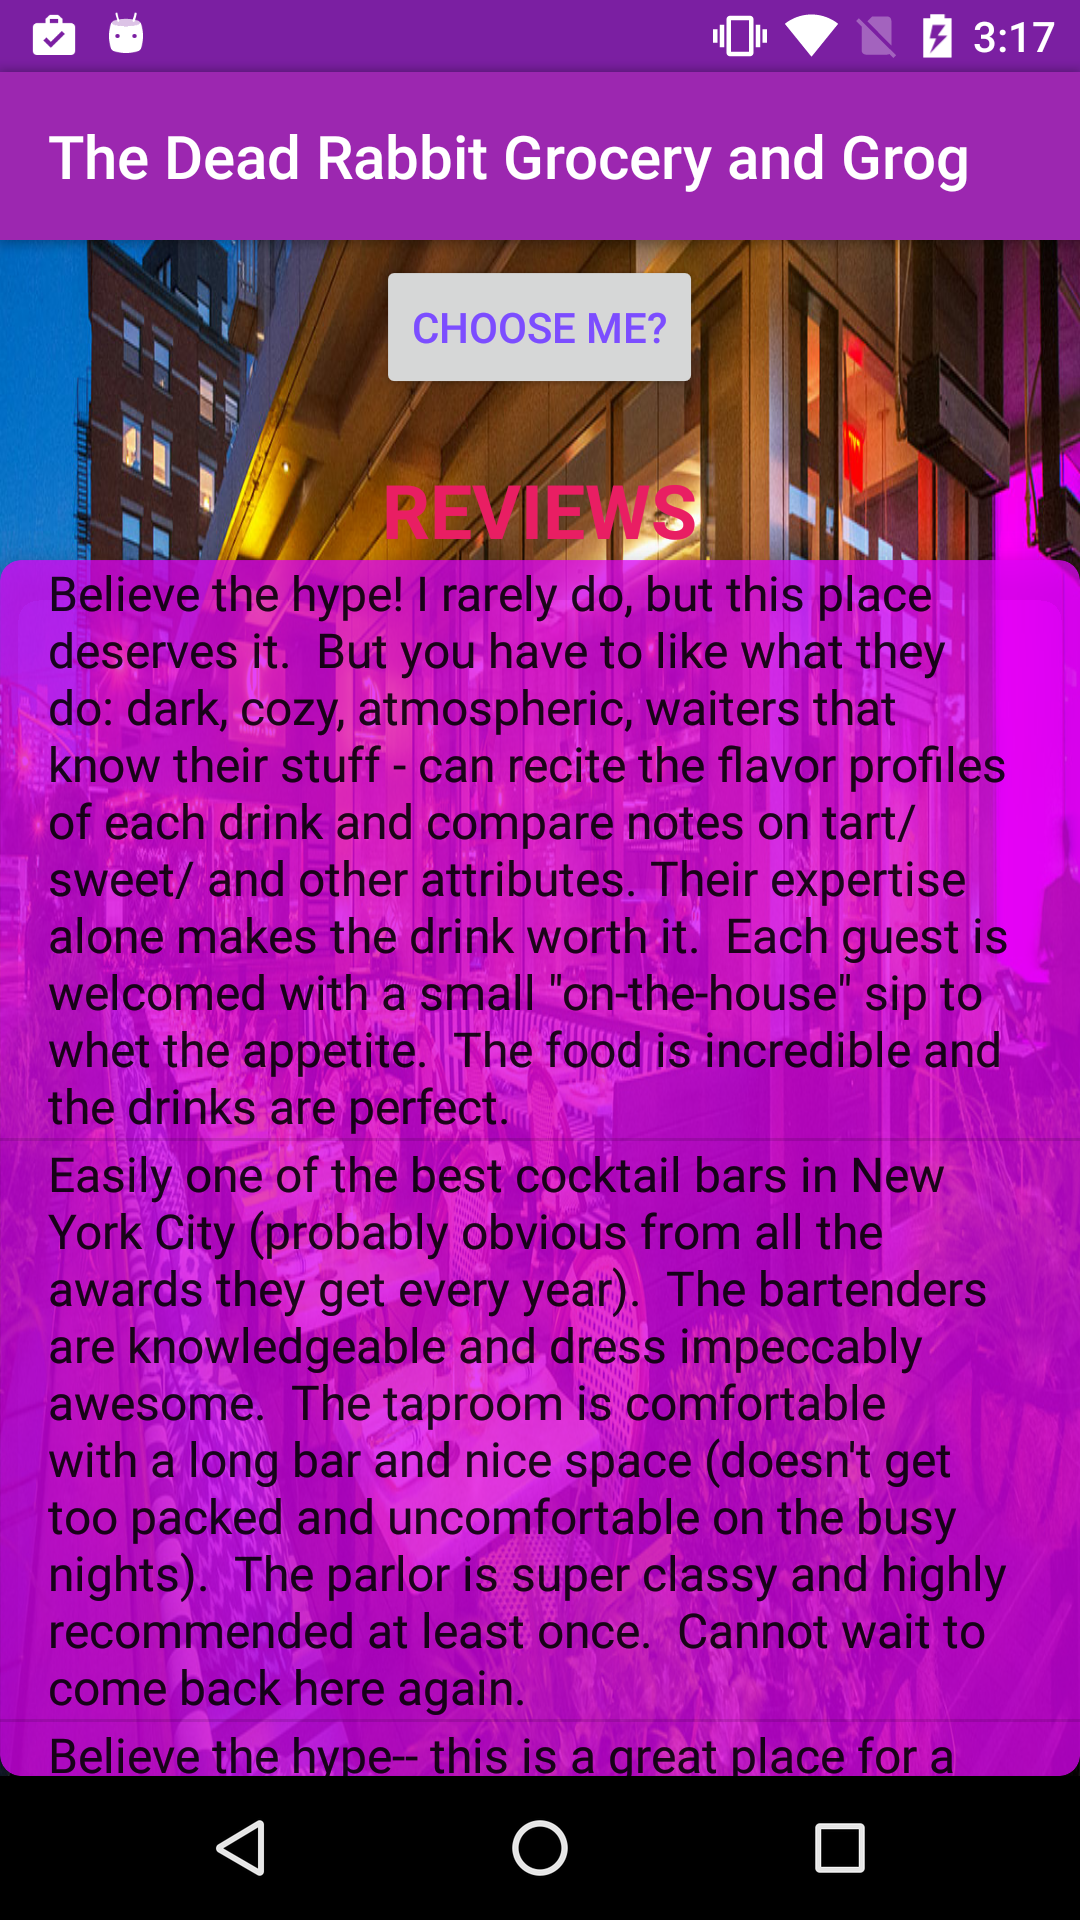 3:17
The Dead Rabbit Grocery and Grog
CHOOSE ME?
REVIEWS
Believe the hype! I rarely do, but this place
deserves it.  But you have to like what they
do: dark, cozy, atmospheric, waiters that
know their stuff - can recite the flavor profiles
of each drink and compare notes on tart/
sweet/ and other attributes. Their expertise
alone makes the drink worth it.  Each guest is
welcomed with a small "on-the-house" sip to
whet the appetite.  The food is incredible and
the drinks are perfect.
Easily one of the best cocktail bars in New
York City (probably obvious from all the
awards they get every year).  The bartenders
are knowledgeable and dress impeccably
awesome.  The taproom is comfortable
with a long bar and nice space (doesn't get
too packed and uncomfortable on the busy
nights).  The parlor is super classy and highly
recommended at least once.  Cannot wait to
come back here again.
Believe the hype-- this is a great place for a